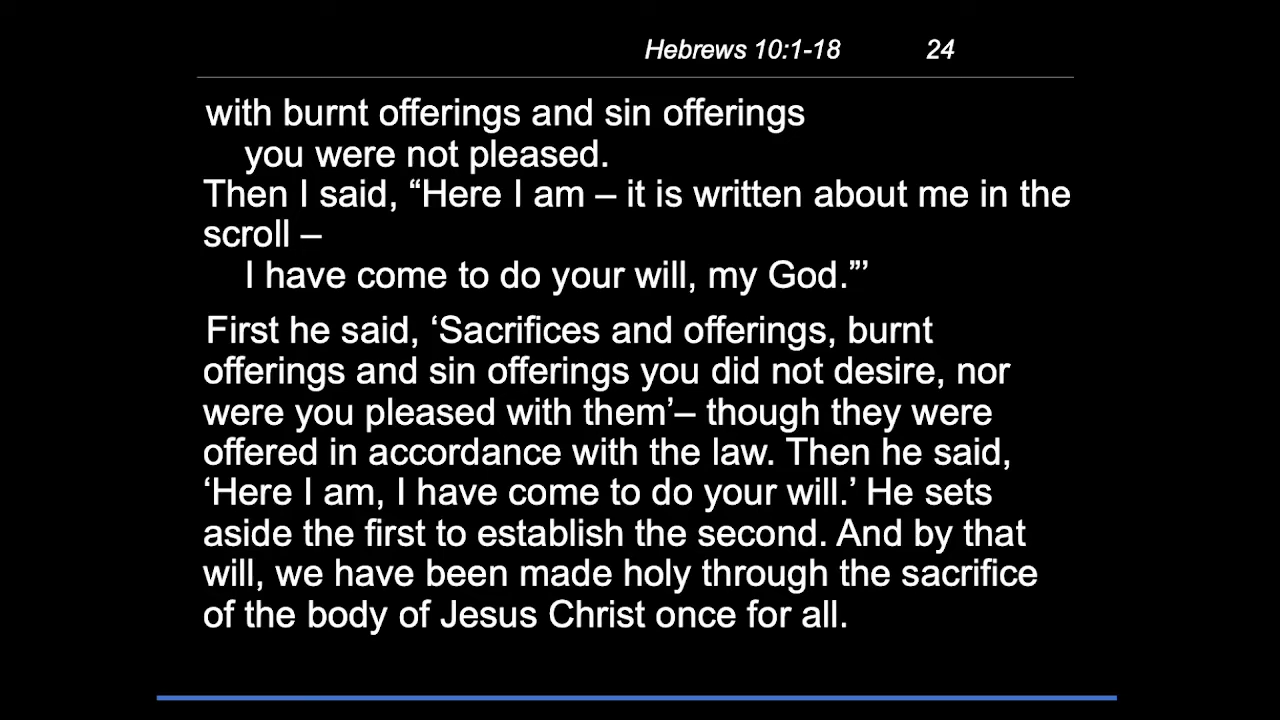 Hebrews 10:1-18 24
with burnt offerings and sin offerings
you were not pleased.
Then I said, “Here I am – it is written about me in the
scroll –
I have come to do your will, my God.”’
First he said, ‘Sacrifices and offerings, burnt
offerings and sin offerings you did not desire, nor
were you pleased with them’– though they were
offered in accordance with the law. Then he said,
‘Here I am, I have come to do your will.’ He sets
aside the first to establish the second. And by that
will, we have been made holy through the sacrifice
of the body of Jesus Christ once for all.